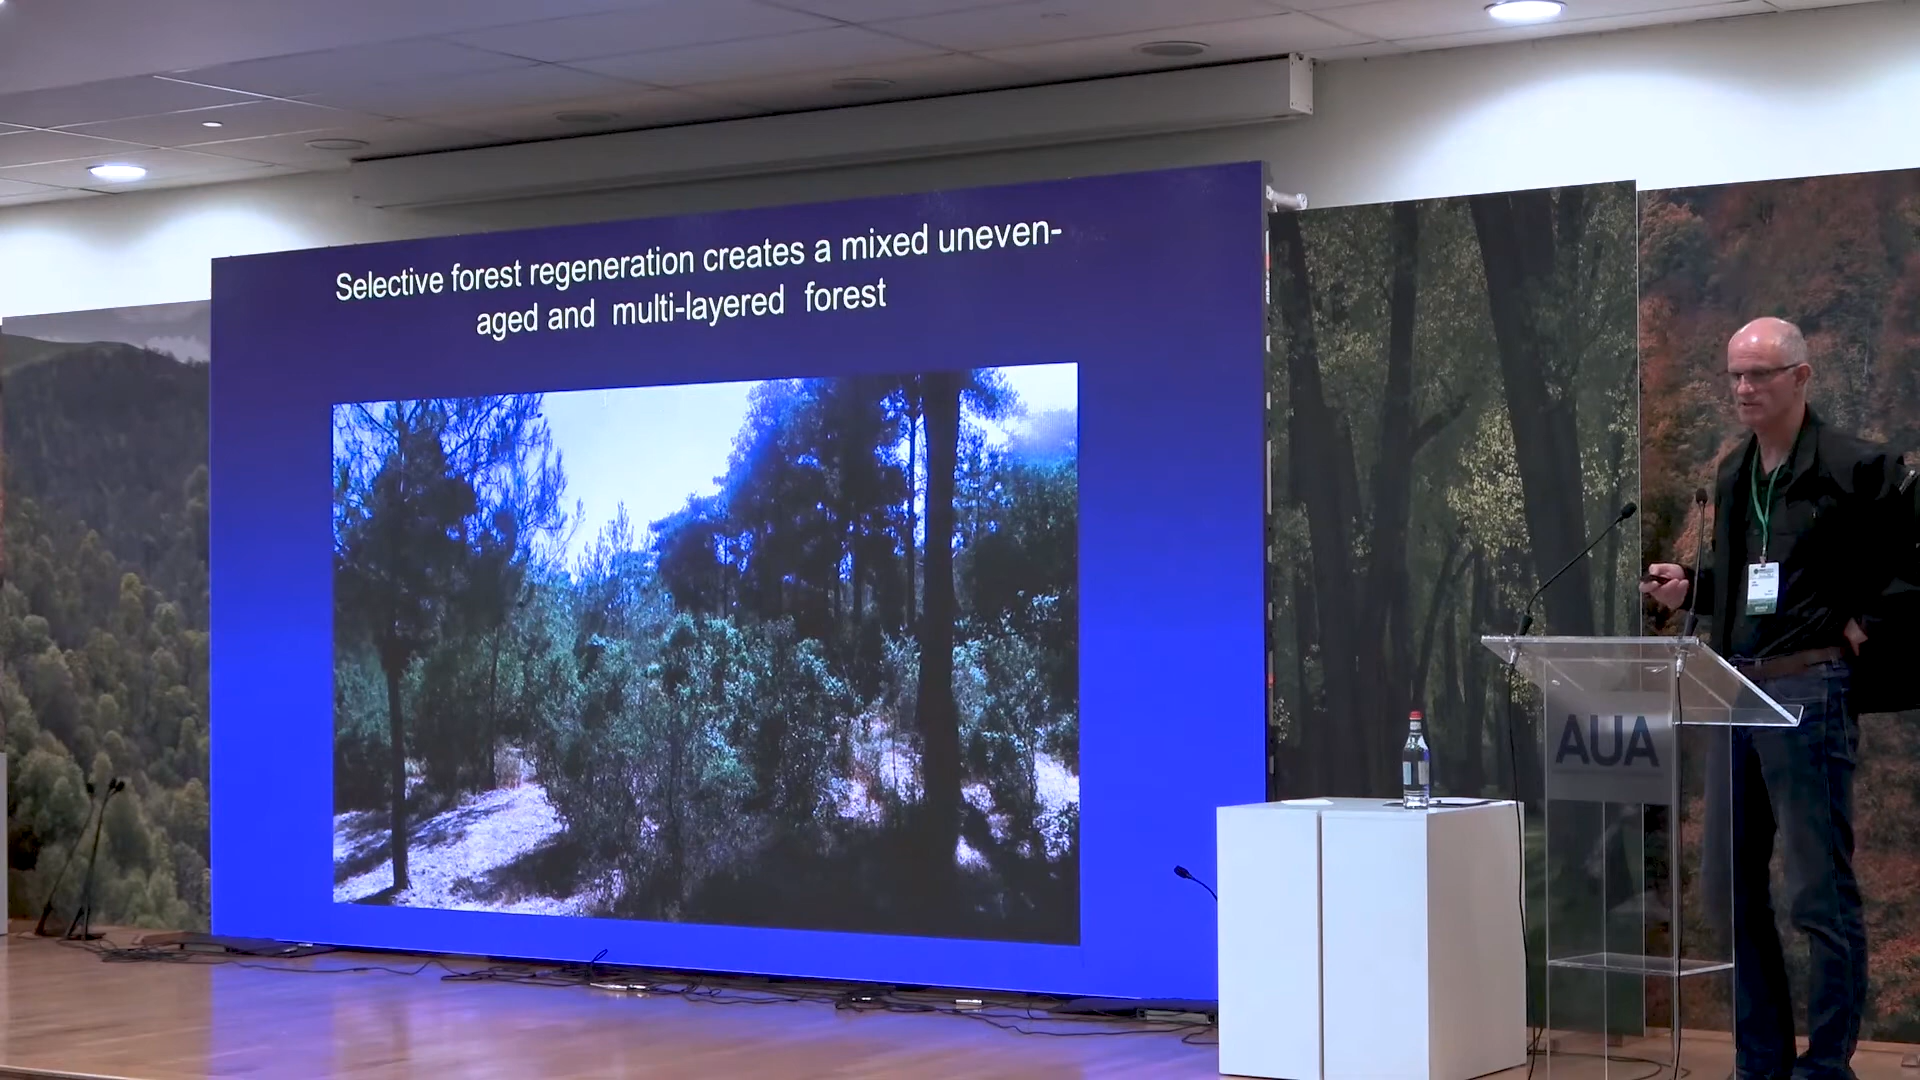 Selective forest regeneration creates a mixed uneven-
aged and multi-layered forest
AUA